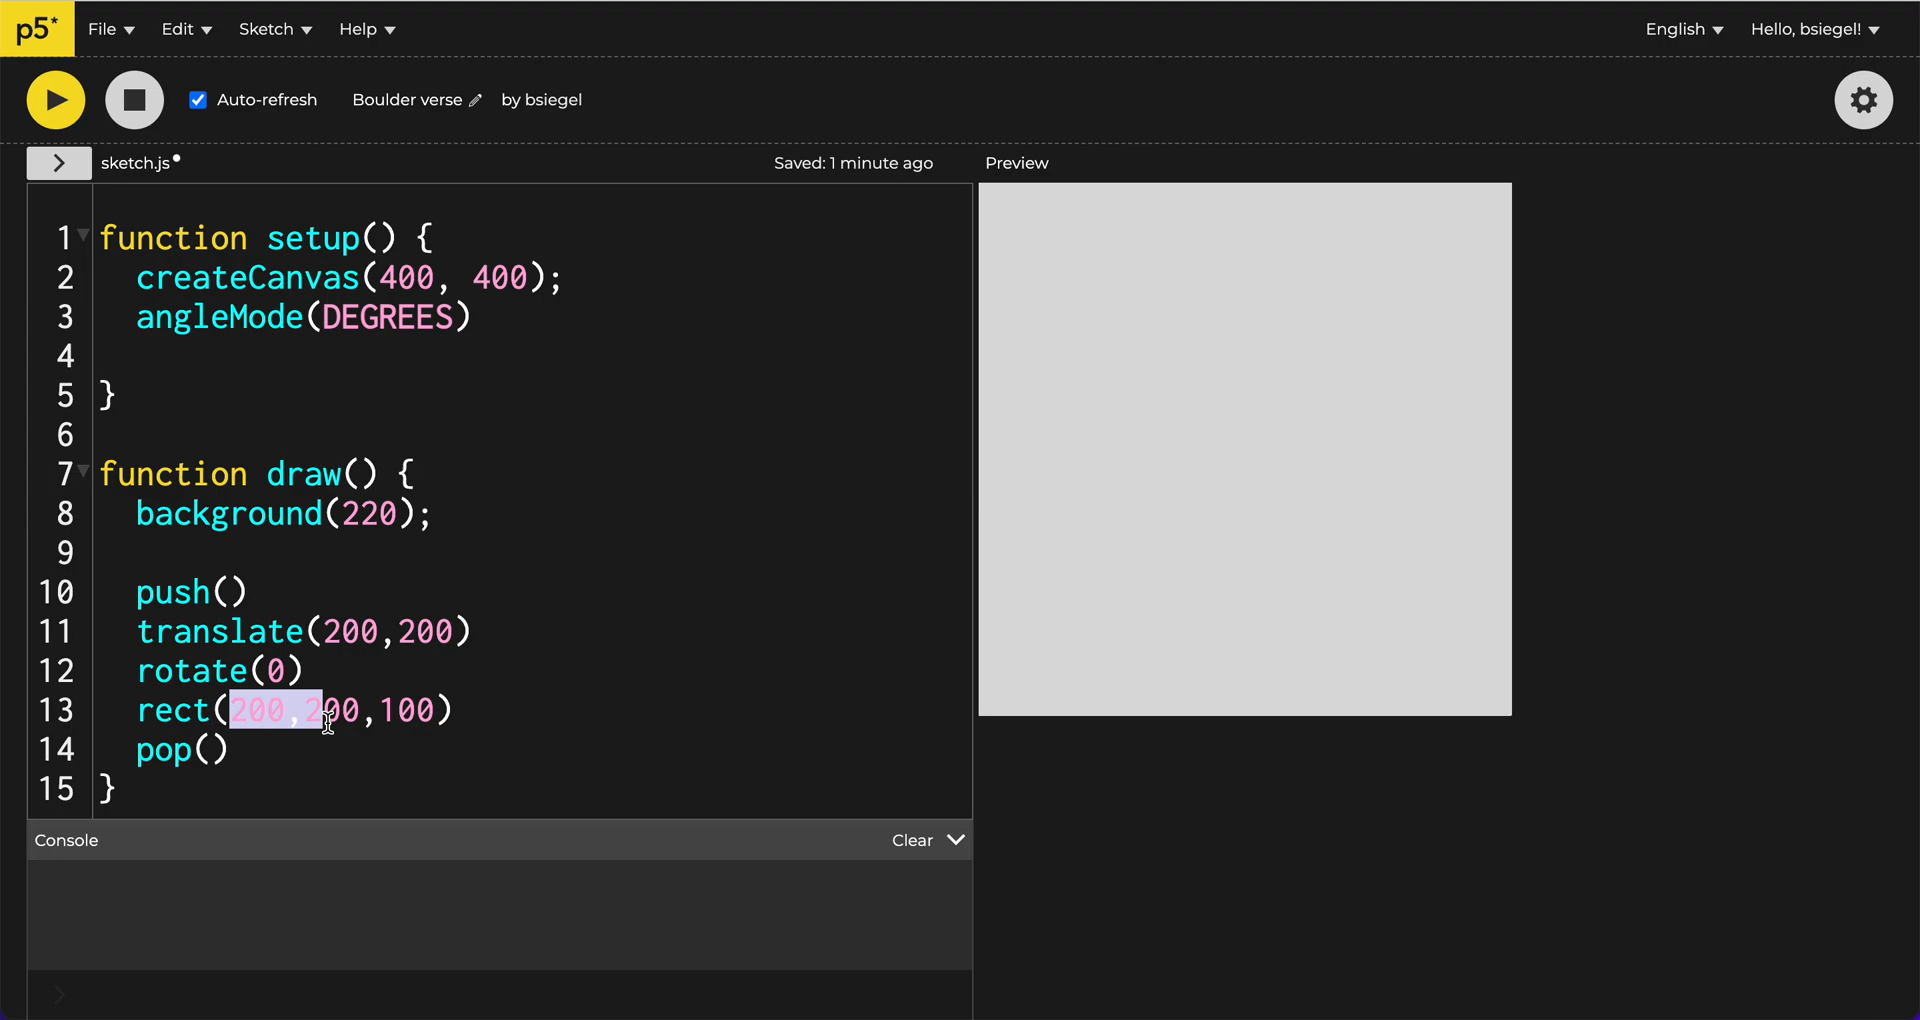 p5* File Edit Sketch Help English Hello, bsiegel!
Auto-refresh Boulder verse by bsiegel
> sketch.js Saved: 1 minute ago Preview
1 function setup() {
2 createCanvas(400, 400);
3 angleMode(DEGREES)
4
5 }
6
7 function draw() {
8 background(220);
9
10 push()
11 translate(200,200)
12 rotate(0)
13 rect(200,200,100)
14 pop()
15 }
Console Clear
>